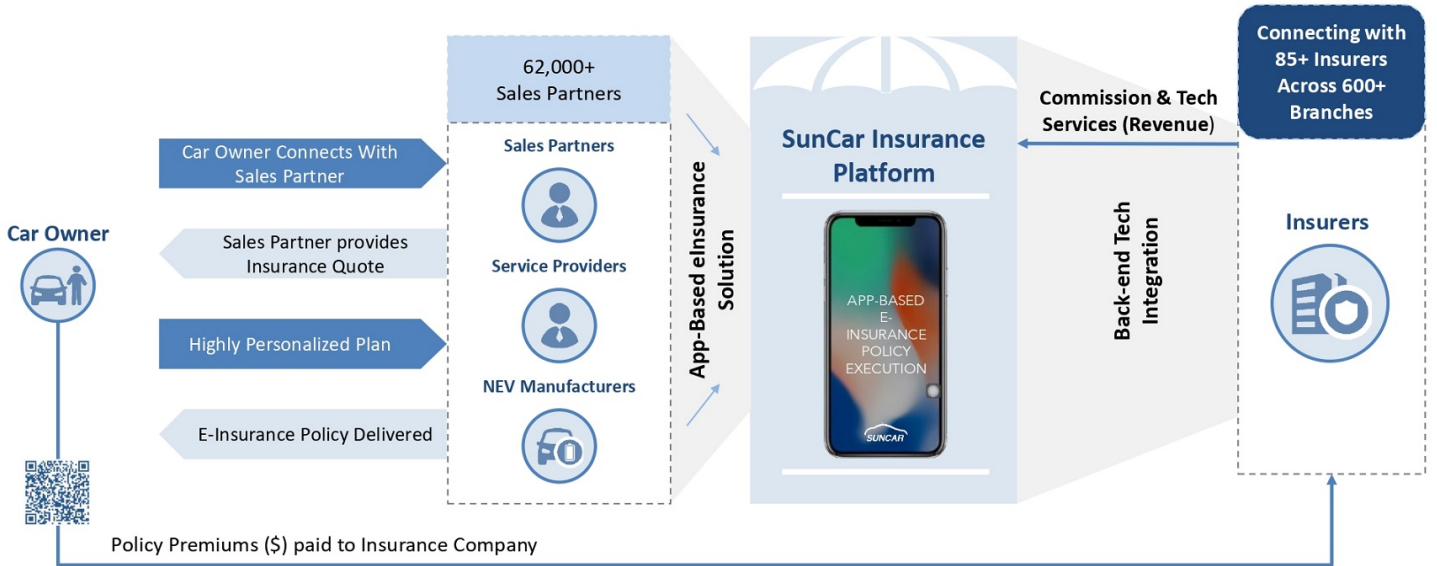 62,000+
Sales Partners
Car Owner Connects With
Sales Partner
Sales Partner provides
Insurance Quote
Highly Personalized Plan
E-Insurance Policy Delivered
Car Owner
Sales Partners
Service Providers
NEV Manufacturers
App-Based eInsurance
Solution
SunCar Insurance
Platform
APP-BASED
E-
INSURANCE
POLICY
EXECUTION
SUNCAR
Commission & Tech
Services (Revenue)
Back-end Tech
Integration
Connecting with
85+ Insurers
Across 600+
Branches
Insurers
Policy Premiums ($) paid to Insurance Company